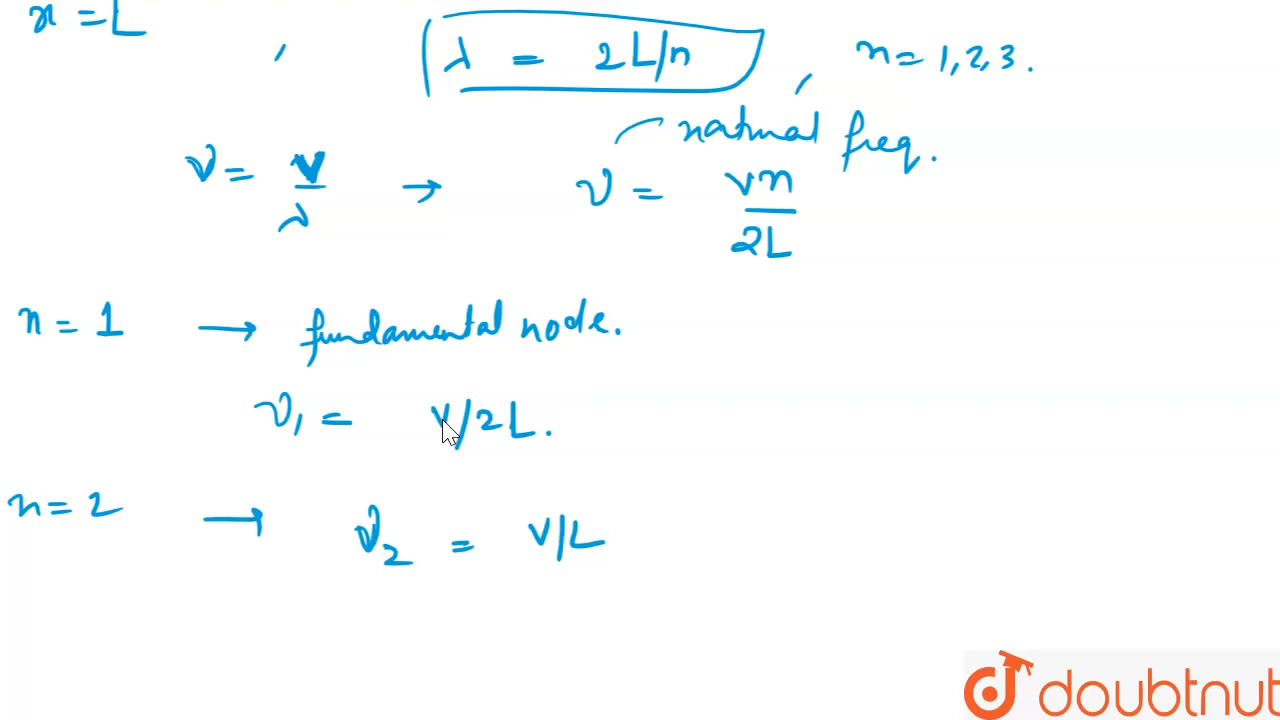 x = L , λ = 2L/n , n = 1, 2, 3 .
natural freq.
ν = v/λ → ν = vn/2L
n = 1 → fundamental node.
ν₁ = v/2L.
n = 2 → ν₂ = v/L
doubtnut